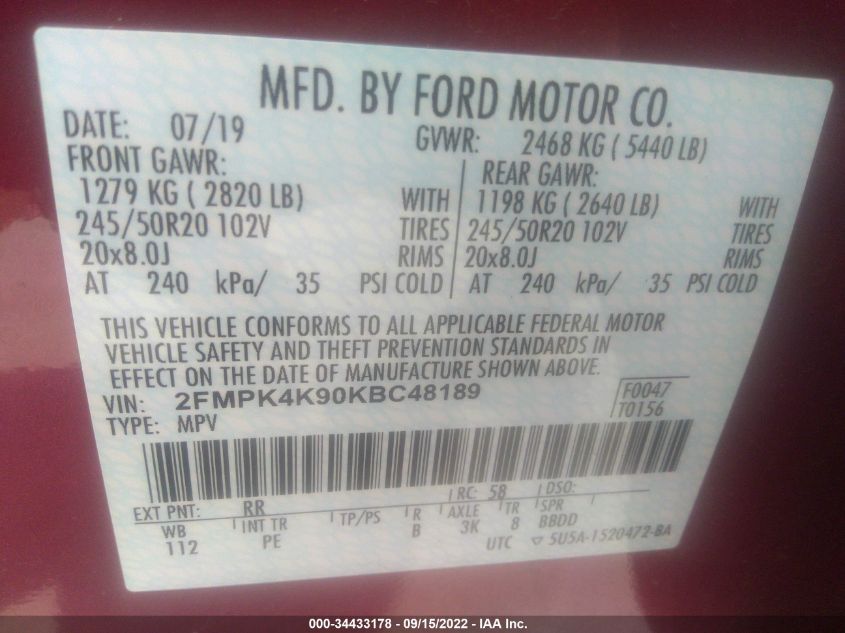 MFD. BY FORD MOTOR CO.
DATE: 07/19 GVWR: 2468 KG ( 5440 LB)
FRONT GAWR: REAR GAWR:
1279 KG ( 2820 LB) WITH 1198 KG ( 2640 LB) WITH
245/50R20 102V TIRES 245/50R20 102V TIRES
20x8.0J RIMS 20x8.0J RIMS
AT 240 kPa/ 35 PSI COLD AT 240 kPa/ 35 PSI COLD
THIS VEHICLE CONFORMS TO ALL APPLICABLE FEDERAL MOTOR
VEHICLE SAFETY AND THEFT PREVENTION STANDARDS IN
EFFECT ON THE DATE OF MANUFACTURE SHOWN ABOVE.
VIN: 2FMPK4K90KBC48189 F0047
TYPE: MPV T0156
EXT PNT: RR RC: 58 DSO:
WB INT TR TP/PS R AXLE TR SPR
112 PE B 3K 8 BBDD
UTC ▽ 5U5A-1520472-BA
000-34433178 - 09/15/2022 - IAA Inc.